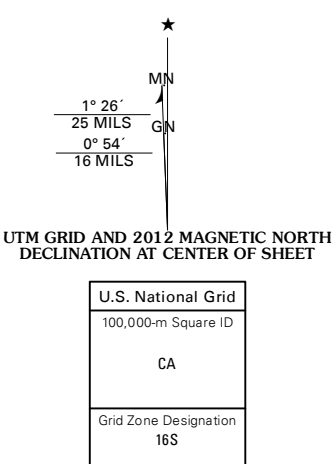 ★
MN
1° 26´
25 MILS
GN
0° 54´
16 MILS
UTM GRID AND 2012 MAGNETIC NORTH
DECLINATION AT CENTER OF SHEET
U.S. National Grid
100,000-m Square ID
CA
Grid Zone Designation
16S